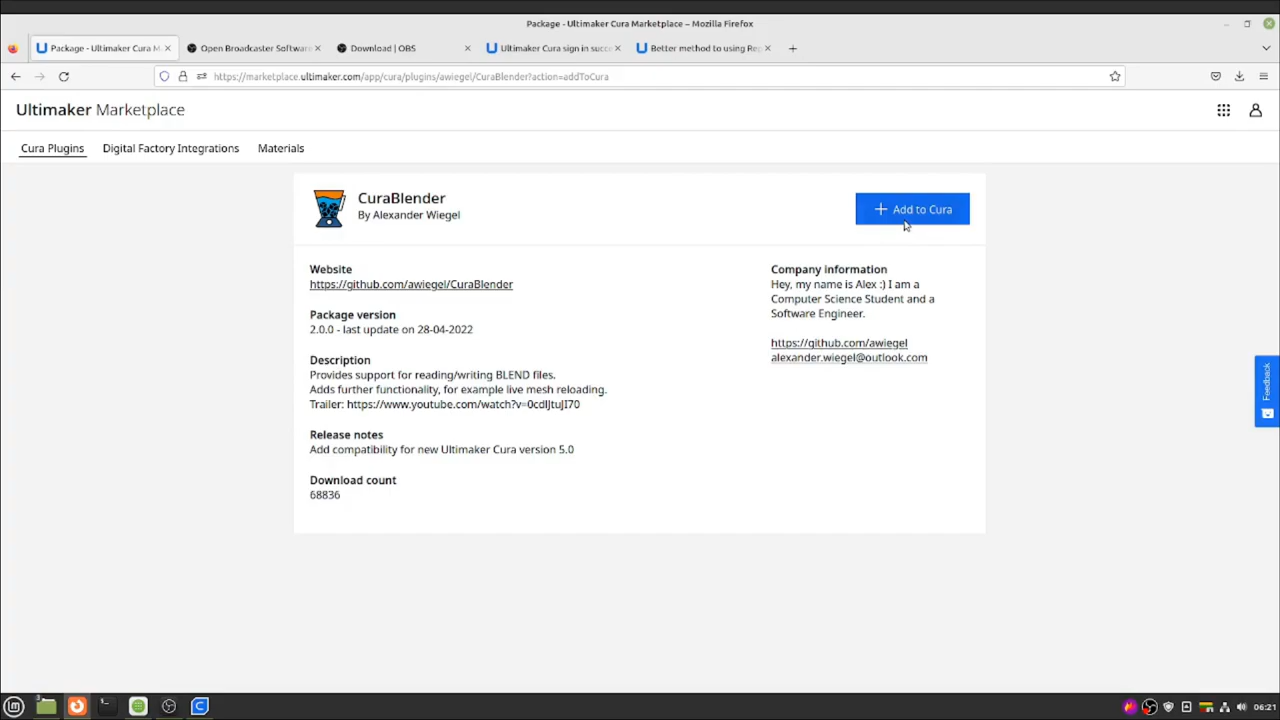 Package - Ultimaker Cura Marketplace — Mozilla Firefox
Package - Ultimaker Cura M
Open Broadcaster Software
Download | OBS
Ultimaker Cura sign in succ
Better method to using Rep
https://marketplace.ultimaker.com/app/cura/plugins/awiegel/CuraBlender?action=addToCura
Ultimaker Marketplace
Cura Plugins
Digital Factory Integrations
Materials
CuraBlender
By Alexander Wiegel
Add to Cura
Website
https://github.com/awiegel/CuraBlender
Package version
2.0.0 - last update on 28-04-2022
Description
Provides support for reading/writing BLEND files.
Adds further functionality, for example live mesh reloading.
Trailer: https://www.youtube.com/watch?v=0cdIJtuJI70
Release notes
Add compatibility for new Ultimaker Cura version 5.0
Download count
68836
Company information
Hey, my name is Alex :) I am a
Computer Science Student and a
Software Engineer.
https://github.com/awiegel
alexander.wiegel@outlook.com
Feedback
06:21